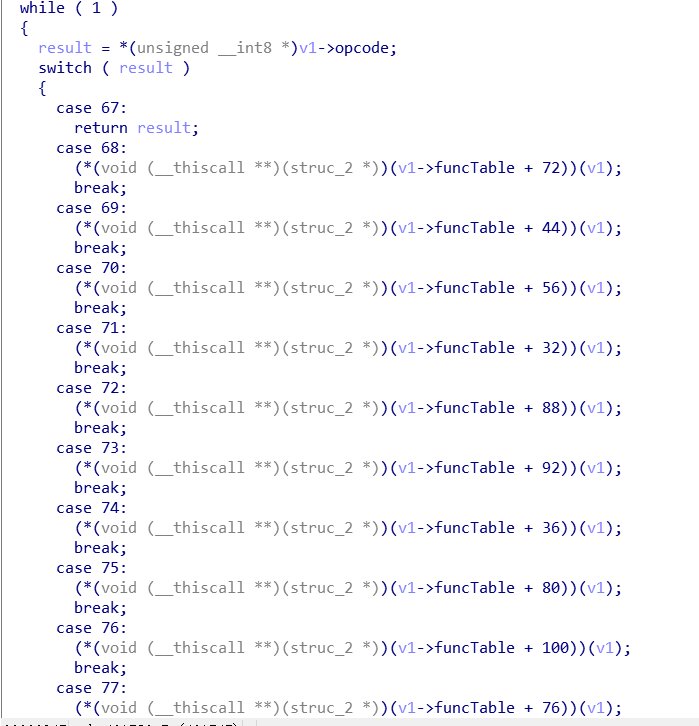 while ( 1 )
{
result = *(unsigned __int8 *)v1->opcode;
switch ( result )
{
case 67:
return result;
case 68:
(*(void (__thiscall **)(struc_2 *))(v1->funcTable + 72))(v1);
break;
case 69:
(*(void (__thiscall **)(struc_2 *))(v1->funcTable + 44))(v1);
break;
case 70:
(*(void (__thiscall **)(struc_2 *))(v1->funcTable + 56))(v1);
break;
case 71:
(*(void (__thiscall **)(struc_2 *))(v1->funcTable + 32))(v1);
break;
case 72:
(*(void (__thiscall **)(struc_2 *))(v1->funcTable + 88))(v1);
break;
case 73:
(*(void (__thiscall **)(struc_2 *))(v1->funcTable + 92))(v1);
break;
case 74:
(*(void (__thiscall **)(struc_2 *))(v1->funcTable + 36))(v1);
break;
case 75:
(*(void (__thiscall **)(struc_2 *))(v1->funcTable + 80))(v1);
break;
case 76:
(*(void (__thiscall **)(struc_2 *))(v1->funcTable + 100))(v1);
break;
case 77:
(*(void (__thiscall **)(struc_2 *))(v1->funcTable + 76))(v1);